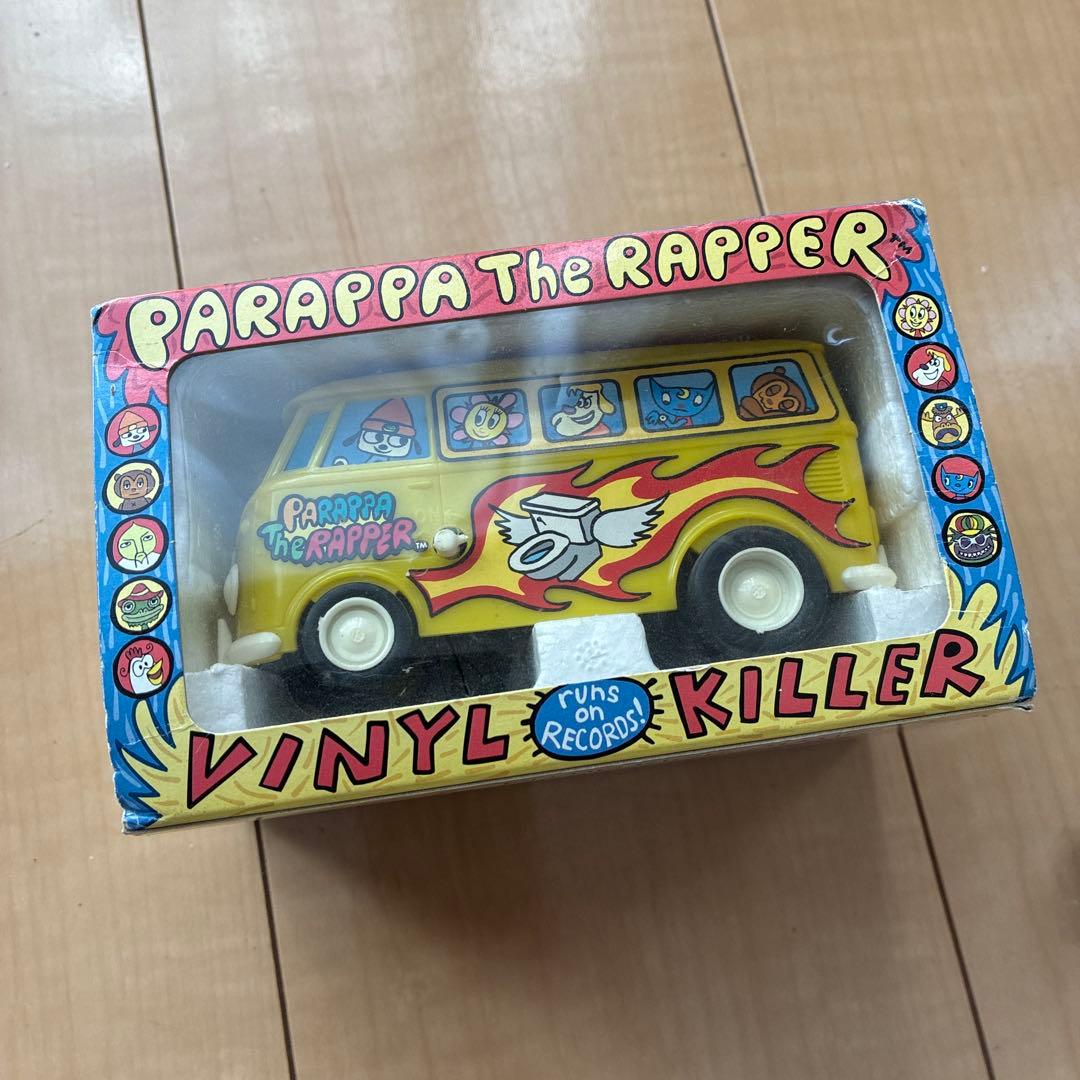 PARAPPA The RAPPER™
PARAPPA
The RAPPER™
VINYL KILLER
runs
on
RECORDS!